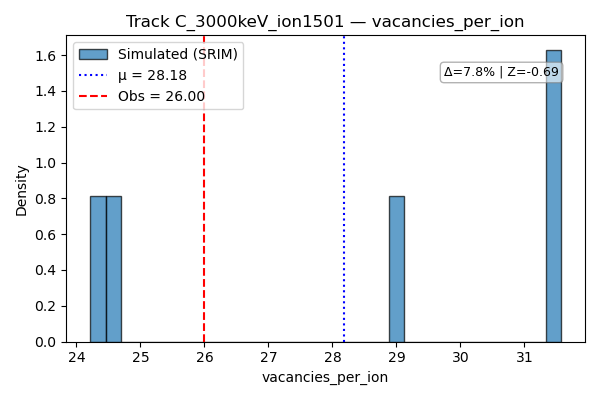 Track C_3000keV_ion1501 — vacancies_per_ion
Simulated (SRIM)
μ = 28.18
Obs = 26.00
Δ=7.8% | Z=-0.69
Density
1.6
1.4
1.2
1.0
0.8
0.6
0.4
0.2
0.0
24
25
26
27
28
29
30
31
vacancies_per_ion